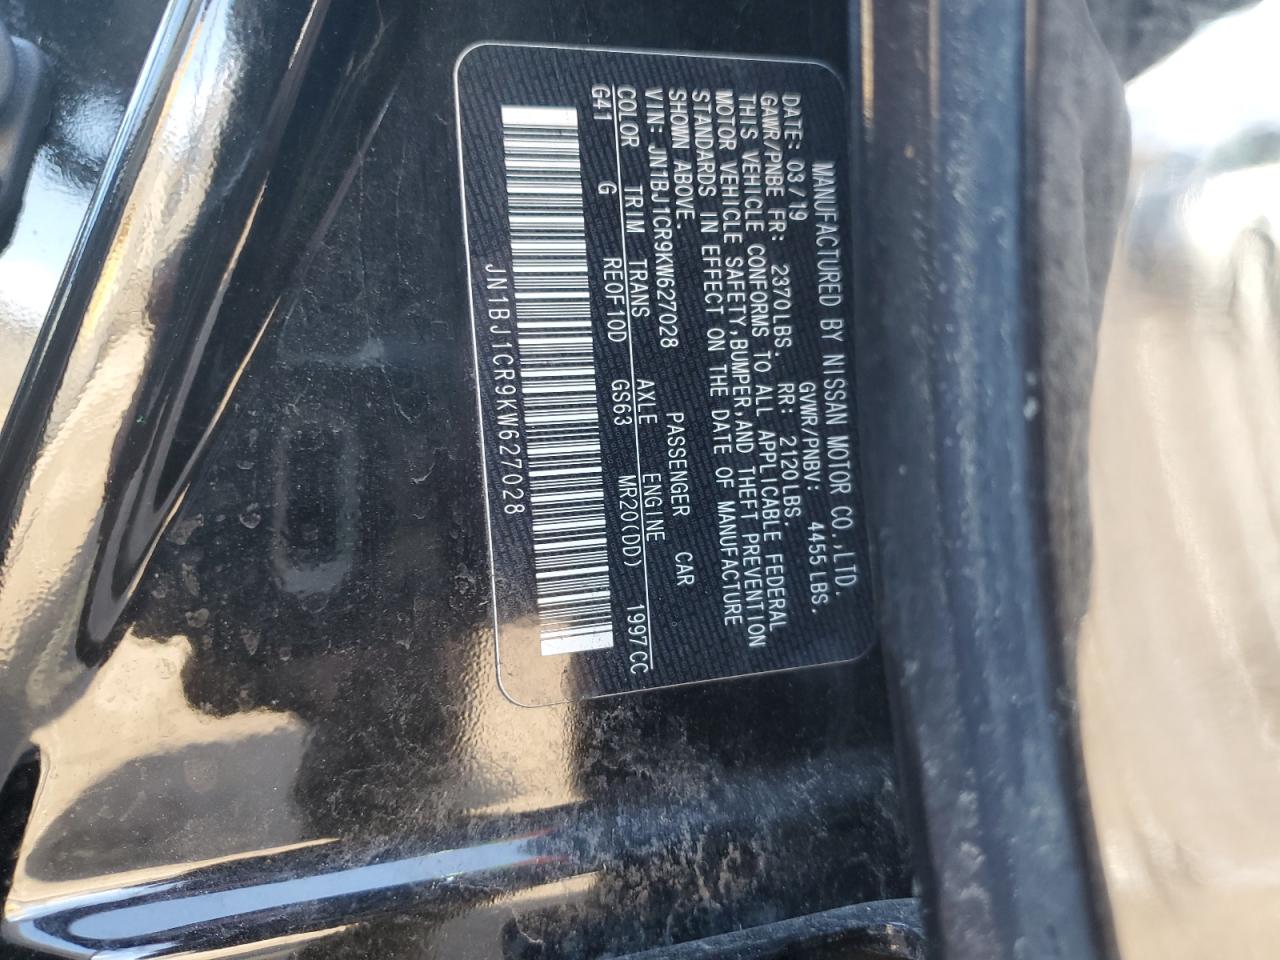 MANUFACTURED BY NISSAN MOTOR CO.,LTD.
DATE: 03/19 GVWR/PNBV: 4455 LBS.
GAWR/PNBE FR: 2370LBS. RR: 2120LBS.
THIS VEHICLE CONFORMS TO ALL APPLICABLE FEDERAL
MOTOR VEHICLE SAFETY,BUMPER,AND THEFT PREVENTION
STANDARDS IN EFFECT ON THE DATE OF MANUFACTURE
SHOWN ABOVE.
VIN: JN1BJ1CR9KW627028 PASSENGER CAR
COLOR TRIM TRANS AXLE ENGINE
G41 G RE0F10D GS63 MR20(DD) 1997CC
JN1BJ1CR9KW627028